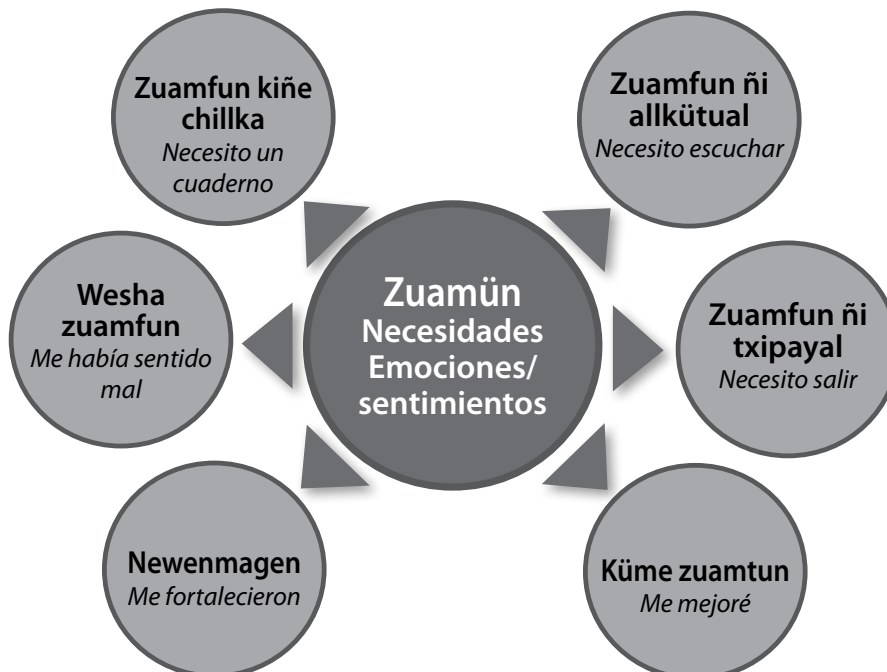 Zuamfun kiñe
chillka
Necesito un
cuaderno
Zuamfun ñi
allkütual
Necesito escuchar
Wesha
zuamfun
Me había sentido
mal
Zuamün
Necesidades
Emociones/
sentimientos
Zuamfun ñi
txipayal
Necesito salir
Newenmagen
Me fortalecieron
Küme zuamtun
Me mejoré